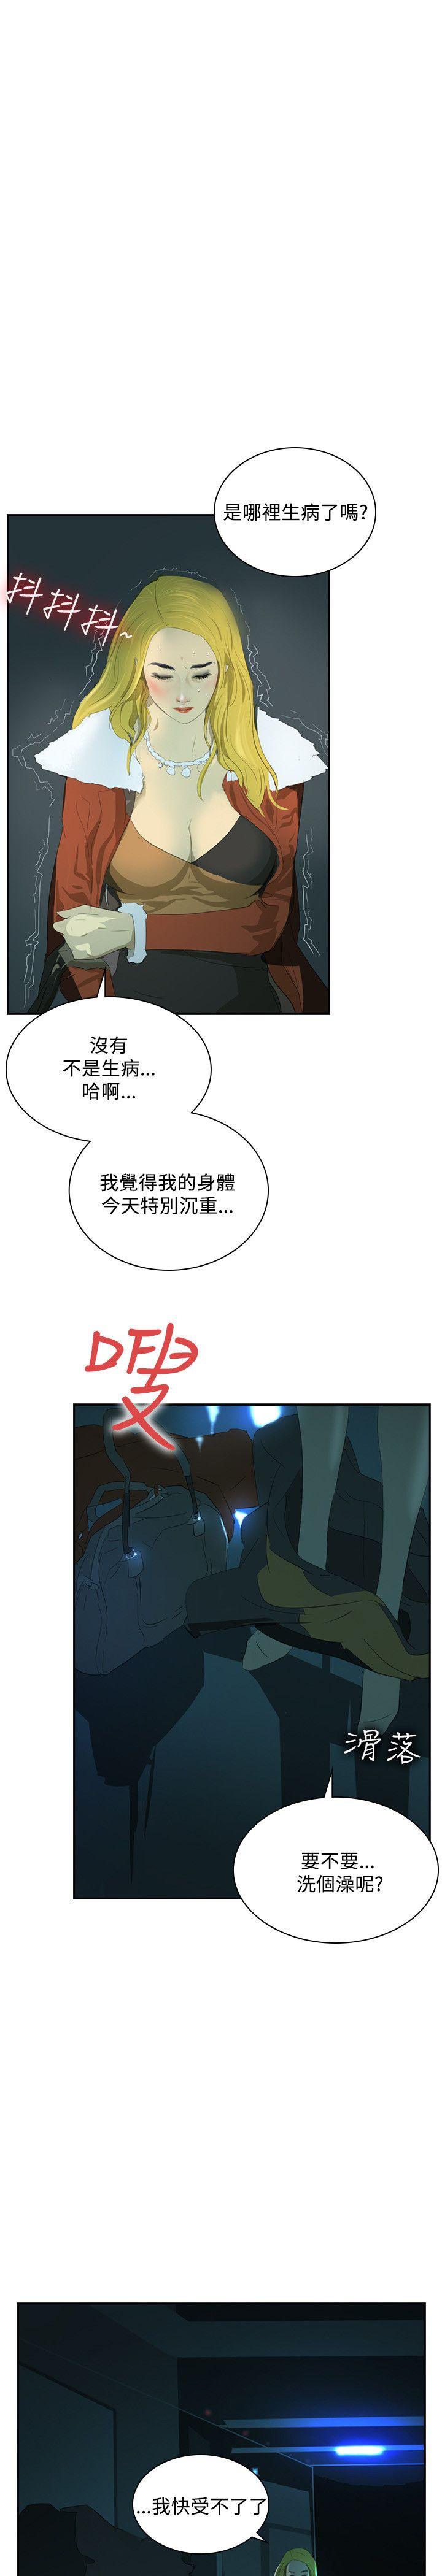 是哪裡生病了嗎?
抖抖抖~
沒有
不是生病...
哈啊...
我覺得我的身體
今天特別沉重...
滑落
要不要...
洗個澡呢?
...我快受不了了